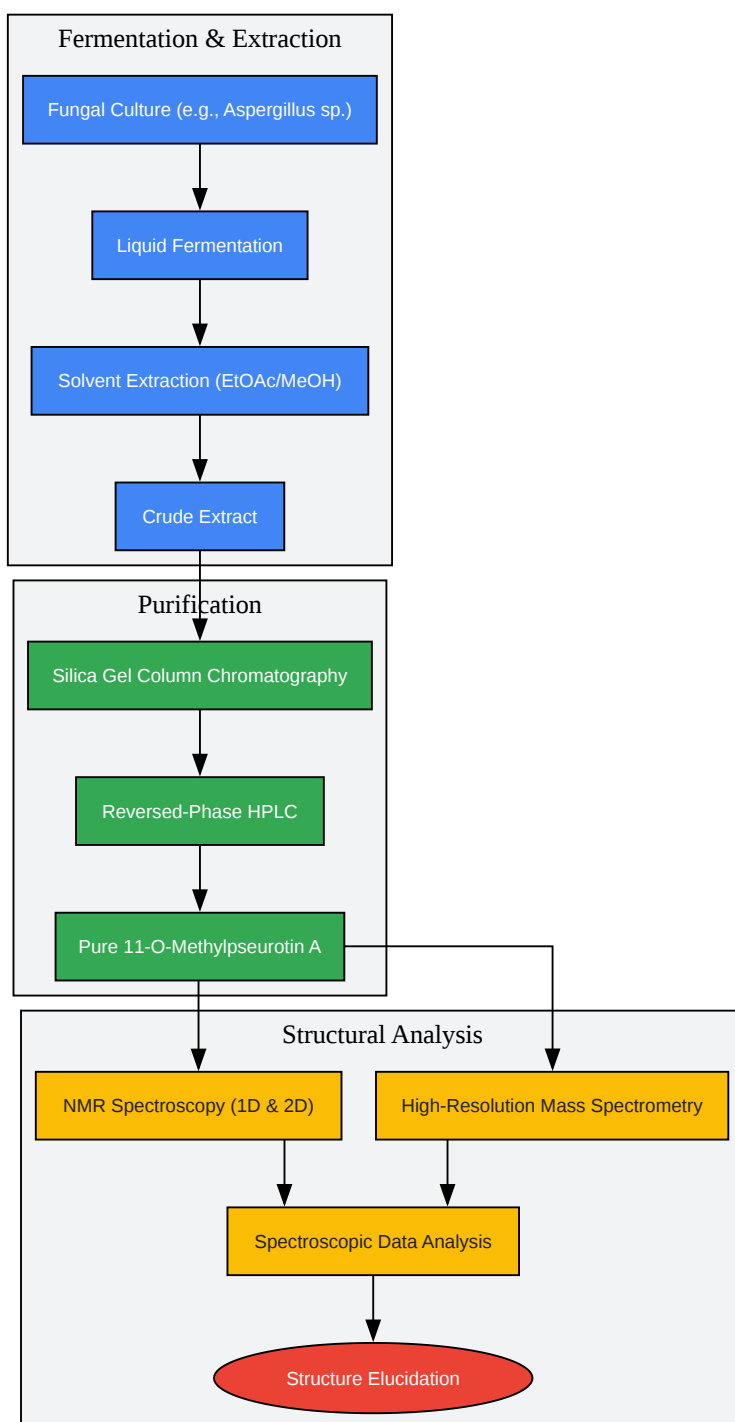 Fermentation & Extraction
Fungal Culture (e.g., Aspergillus sp.)
Liquid Fermentation
Solvent Extraction (EtOAc/MeOH)
Crude Extract
Purification
Silica Gel Column Chromatography
Reversed-Phase HPLC
Pure 11-O-Methylpseurotin A
Structural Analysis
NMR Spectroscopy (1D & 2D)
High-Resolution Mass Spectrometry
Spectroscopic Data Analysis
Structure Elucidation